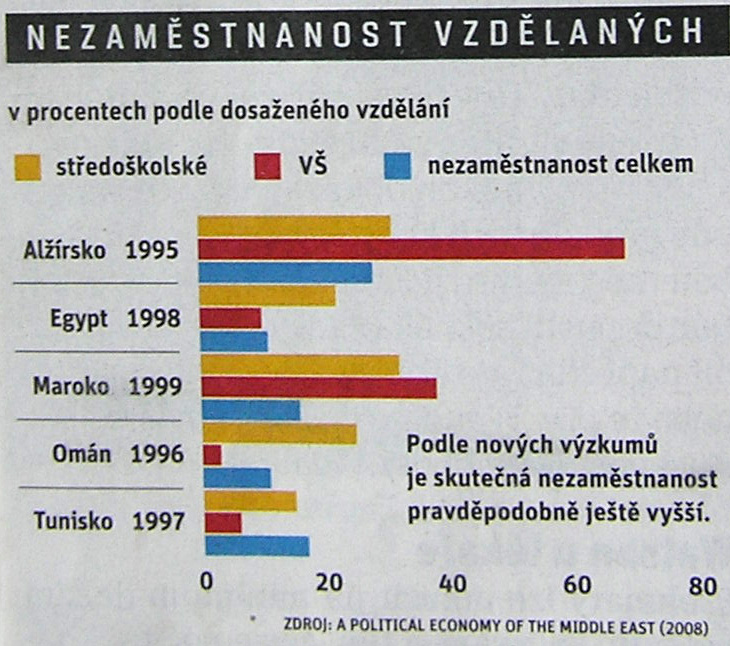 NEZAMĚSTNANOST VZDĚLANÝCH
v procentech podle dosaženého vzdělání
středoškolské VŠ nezaměstnanost celkem
Alžírsko 1995
Egypt 1998
Maroko 1999
Omán 1996
Tunisko 1997
Podle nových výzkumů
je skutečná nezaměstnanost
pravděpodobně ještě vyšší.
0 20 40 60 80
ZDROJ: A POLITICAL ECONOMY OF THE MIDDLE EAST (2008)